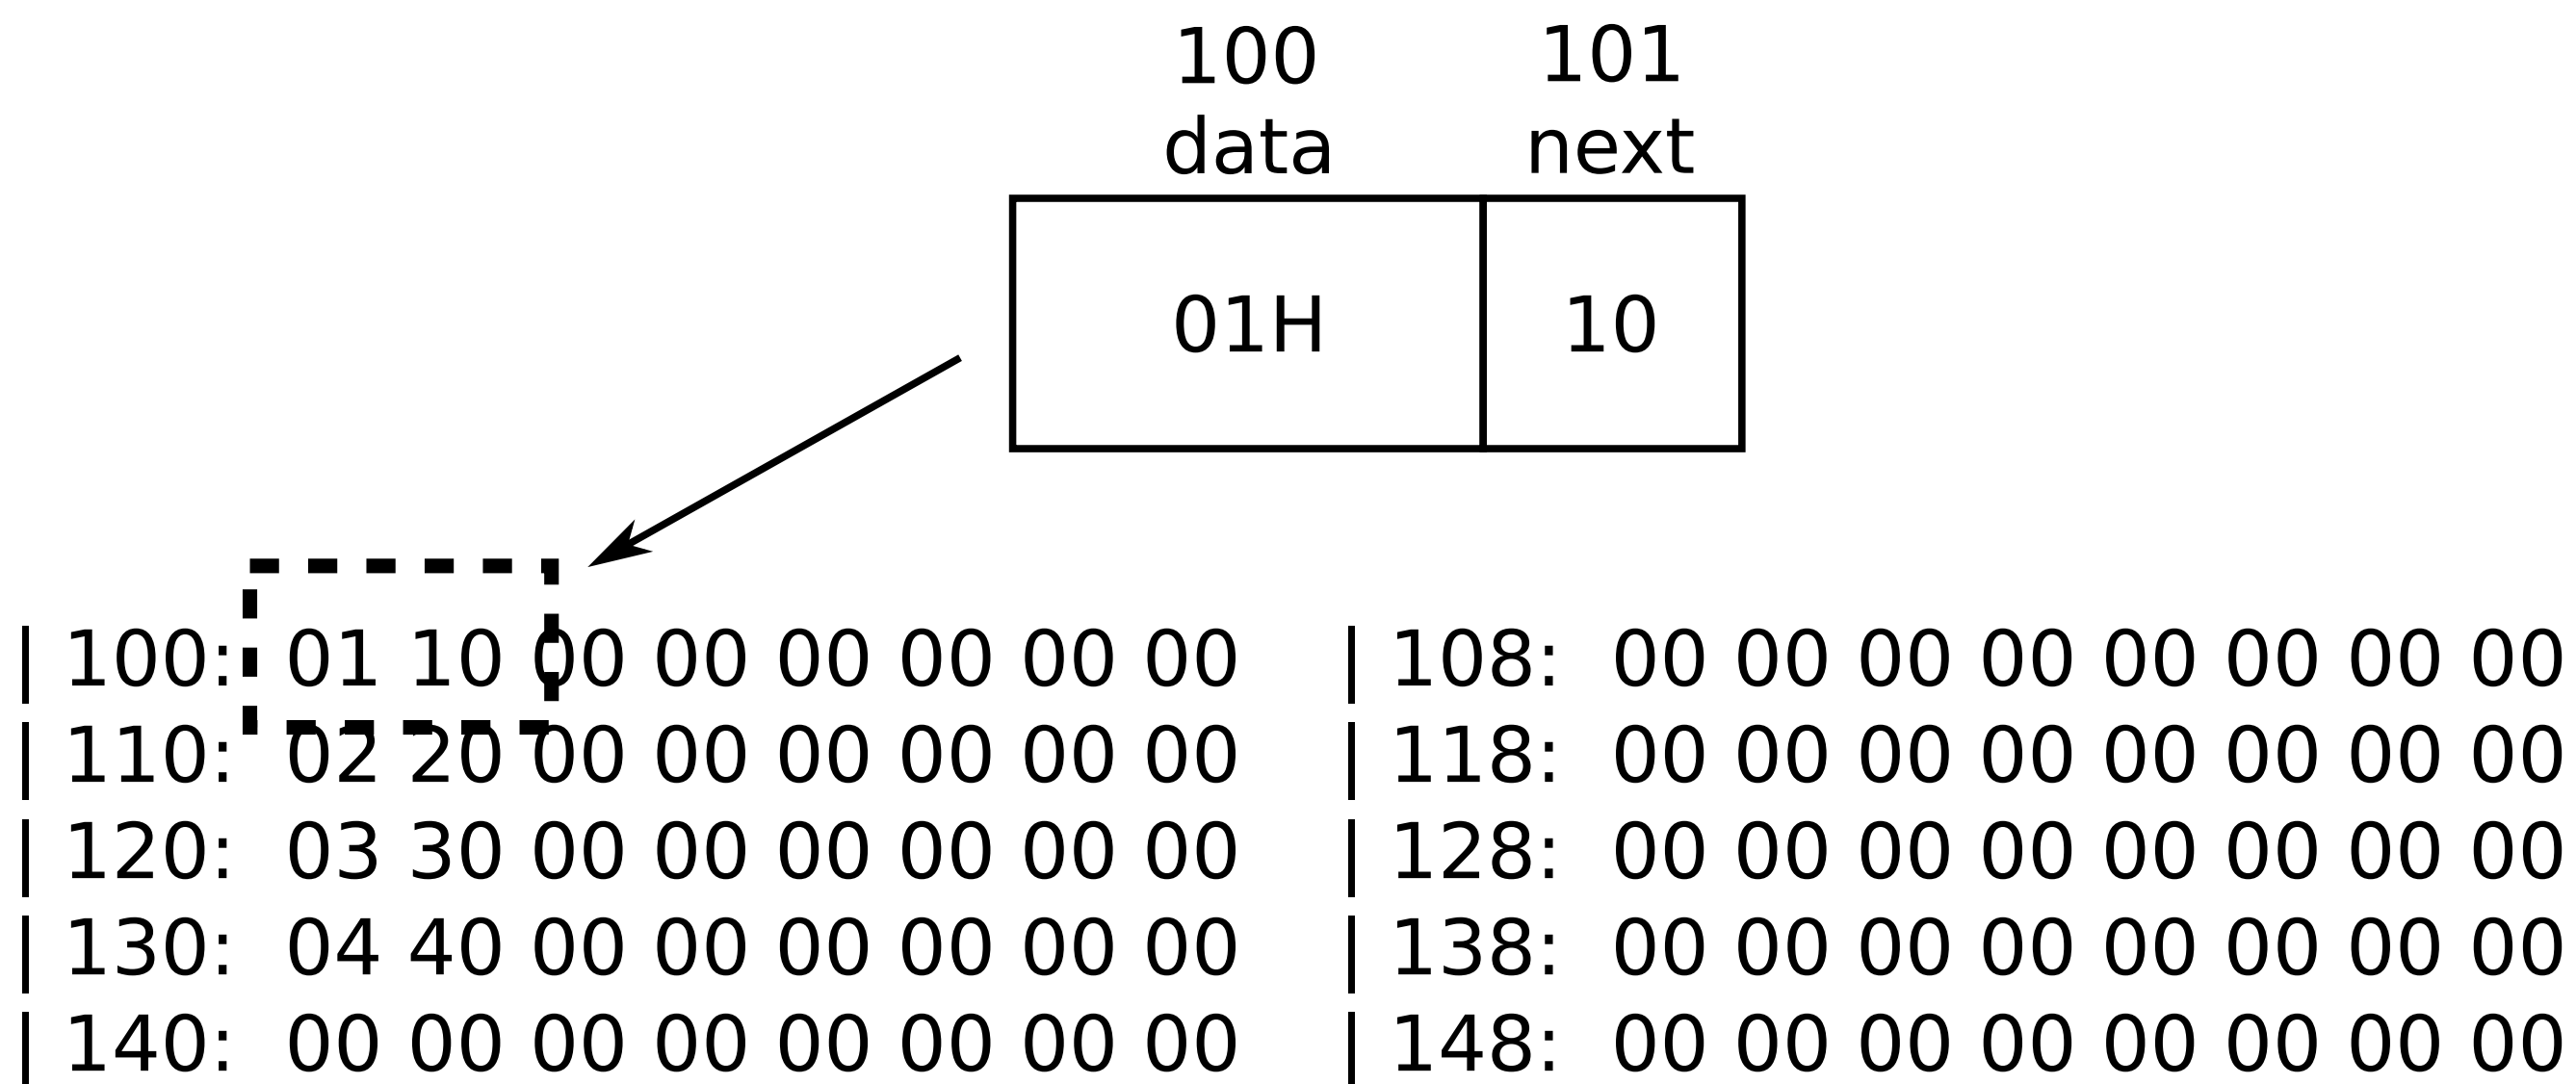 100 101
data next
01H 10
| 100: 01 10 00 00 00 00 00 00 | 108: 00 00 00 00 00 00 00 00
| 110: 02 20 00 00 00 00 00 00 | 118: 00 00 00 00 00 00 00 00
| 120: 03 30 00 00 00 00 00 00 | 128: 00 00 00 00 00 00 00 00
| 130: 04 40 00 00 00 00 00 00 | 138: 00 00 00 00 00 00 00 00
| 140: 00 00 00 00 00 00 00 00 | 148: 00 00 00 00 00 00 00 00